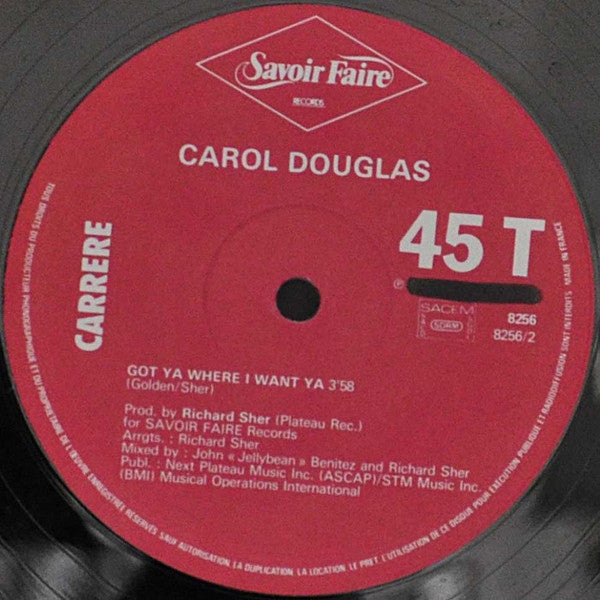 Savoir Faire
RECORDS
CAROL DOUGLAS
45 T
CARRERE
℗
SACEM
SDRM
8256
8256/2
GOT YA WHERE I WANT YA 3'58
(Golden/Sher)
Prod. by Richard Sher (Plateau Rec.)
for SAVOIR FAIRE Records
Arrgts. : Richard Sher
Mixed by : John « Jellybean » Benitez and Richard Sher
Publ. : Next Plateau Music Inc. (ASCAP)/STM Music Inc.
(BMI) Musical Operations International
TOUS DROITS DU PRODUCTEUR PHONOGRAPHIQUE ET DU PROPRIETAIRE DE L'ŒUVRE ENREGISTREE RESERVES. SAUF AUTORISATION, LA DUPLICATION, LA LOCATION, LE PRET, L'UTILISATION DE CE DISQUE POUR EXECUTION PUBLIQUE ET RADIODIFFUSION SONT INTERDITS. MADE IN FRANCE